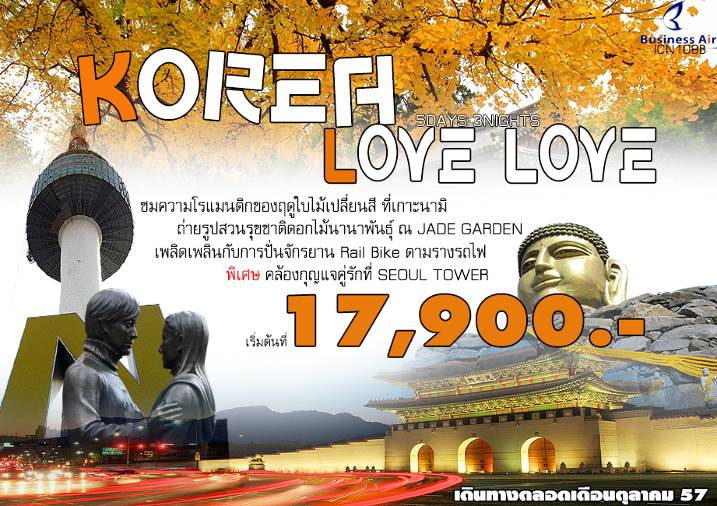 Business Air
ICN108B
KOREA
5DAYS 3NIGHTS
LOVE LOVE
ชมความโรแมนติกของฤดูใบไม้เปลี่ยนสี ที่เกาะนามิ
ถ่ายรูปสวนรุขชาติดอกไม้นานาพันธุ์ ณ JADE GARDEN
เพลิดเพลินกับการปั่นจักรยาน Rail Bike ตามรางรถไฟ
พิเศษ คล้องกุญแจคู่รักที่ SEOUL TOWER
เริ่มต้นที่ 17,900.-
เดินทางตลอดเดือนตุลาคม 57